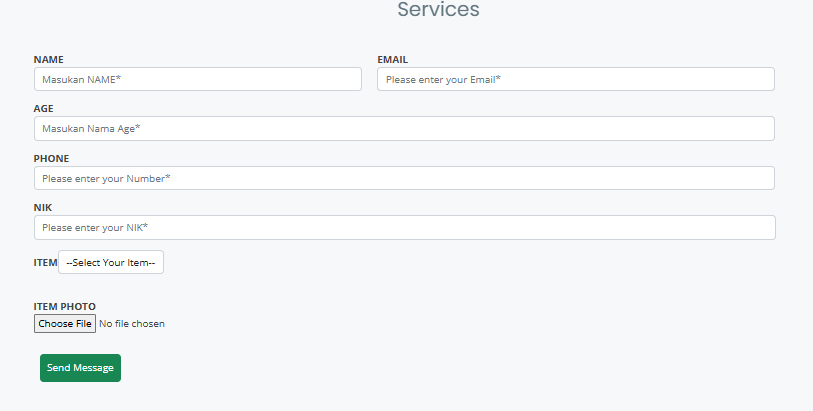 Services
NAME
EMAIL
Masukan NAME*
Please enter your Email*
AGE
Masukan Nama Age*
PHONE
Please enter your Number*
NIK
Please enter your NIK*
ITEM --Select Your Item--
ITEM PHOTO
Choose File No file chosen
Send Message